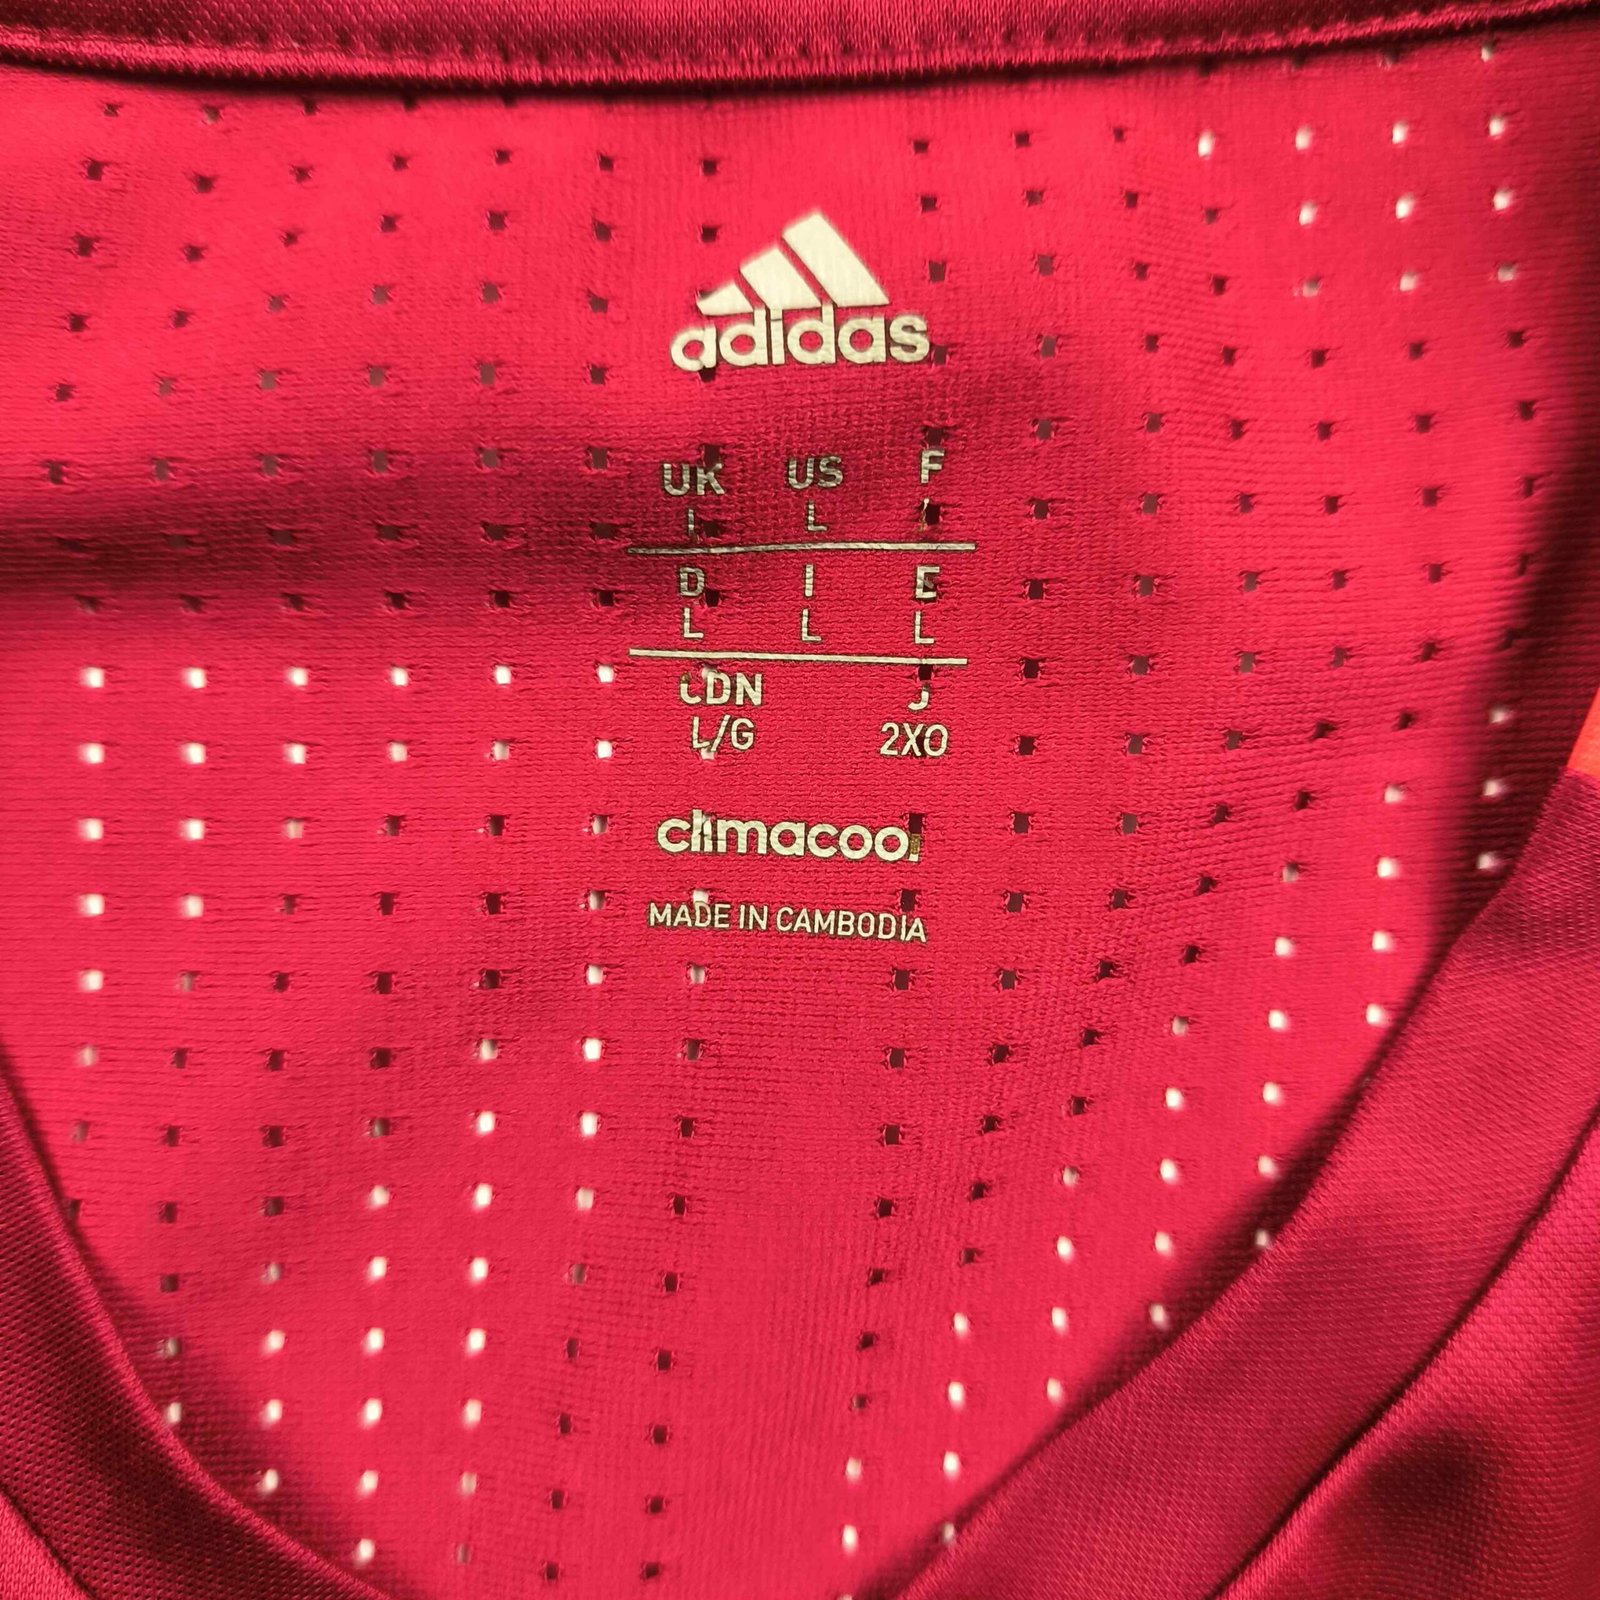 adidas
UK US F
L L L
D I E
L L L
CDN J
L/G 2XO
climacool
MADE IN CAMBODIA